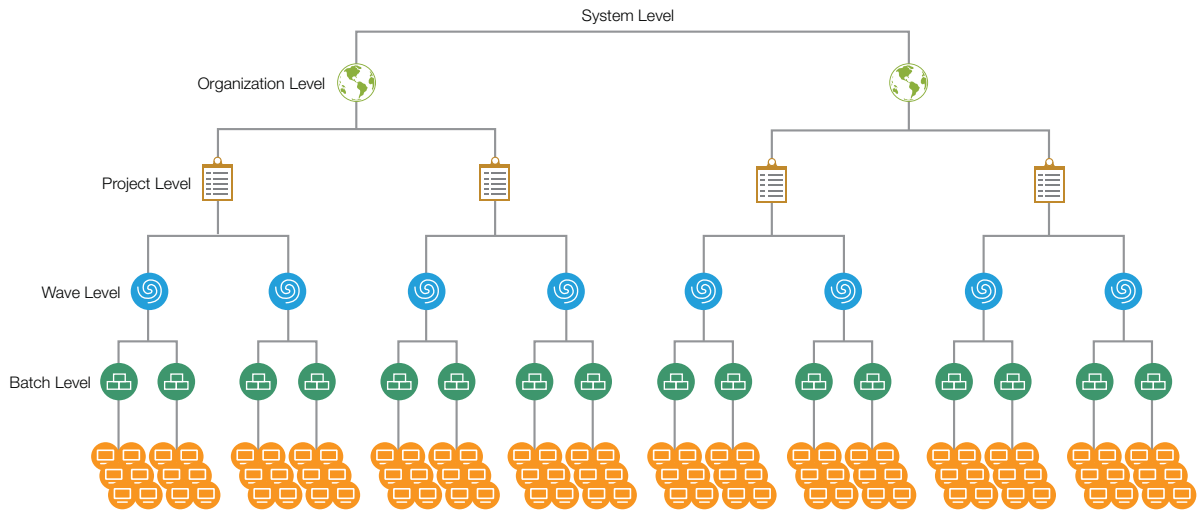 System Level
Organization Level
Project Level
Wave Level
Batch Level